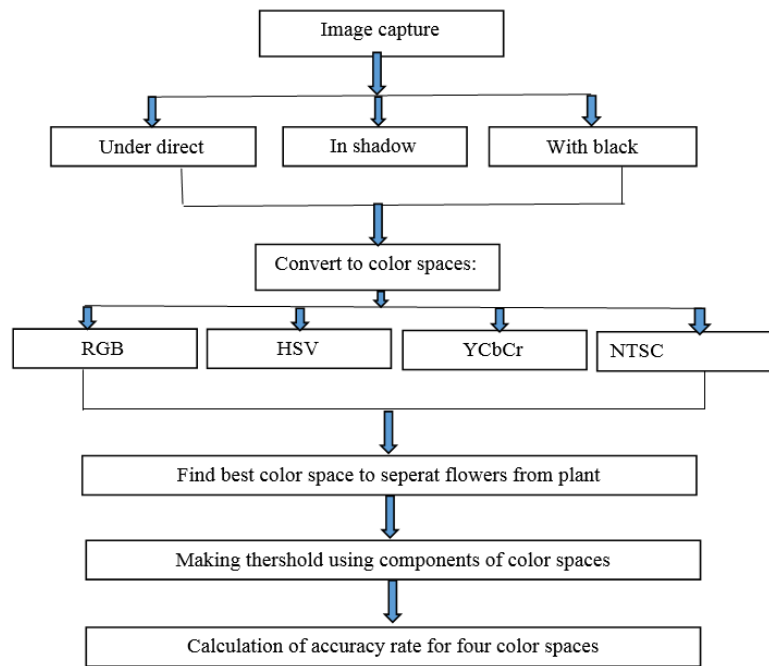 Image capture
Under direct
In shadow
With black
Convert to color spaces:
RGB
HSV
YCbCr
NTSC
Find best color space to seperat flowers from plant
Making thershold using components of color spaces
Calculation of accuracy rate for four color spaces